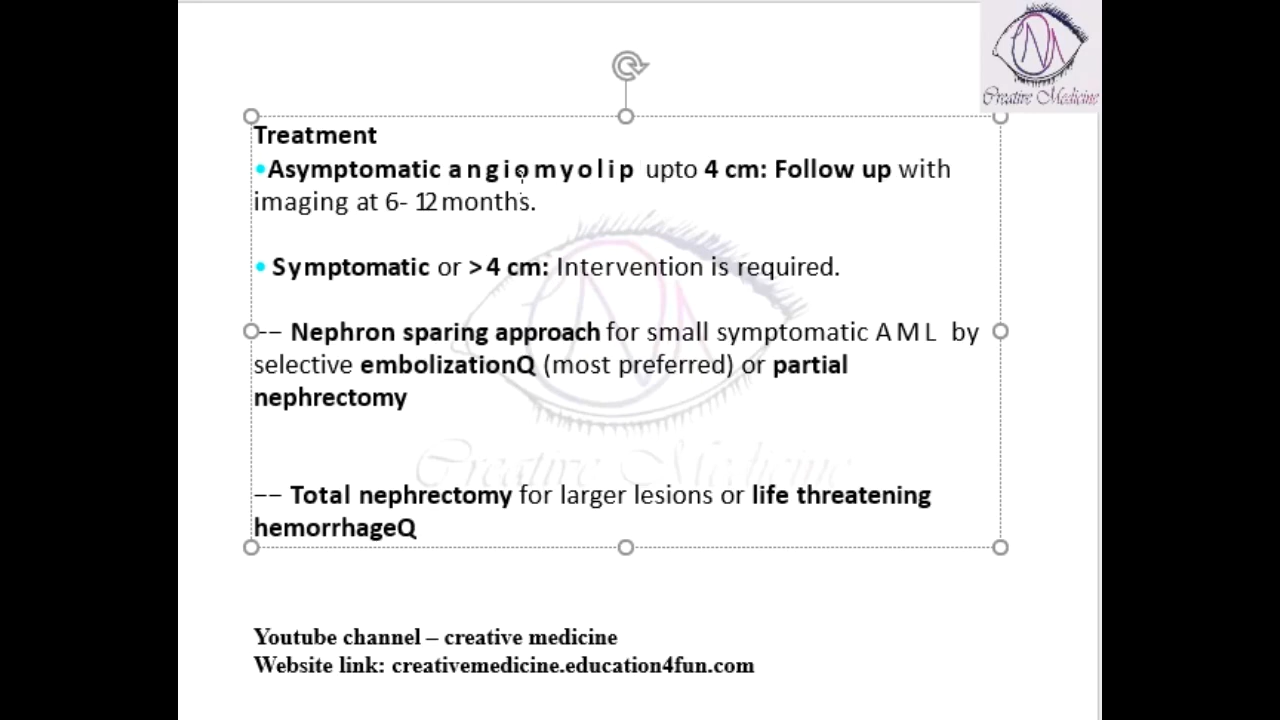 Creative Medicine
Treatment
•Asymptomatic angiomyolip upto 4 cm: Follow up with
imaging at 6- 12 months.
• Symptomatic or >4 cm: Intervention is required.
−− Nephron sparing approach for small symptomatic AML by
selective embolizationQ (most preferred) or partial
nephrectomy
Creative Medicine
−− Total nephrectomy for larger lesions or life threatening
hemorrhageQ
Youtube channel – creative medicine
Website link: creativemedicine.education4fun.com